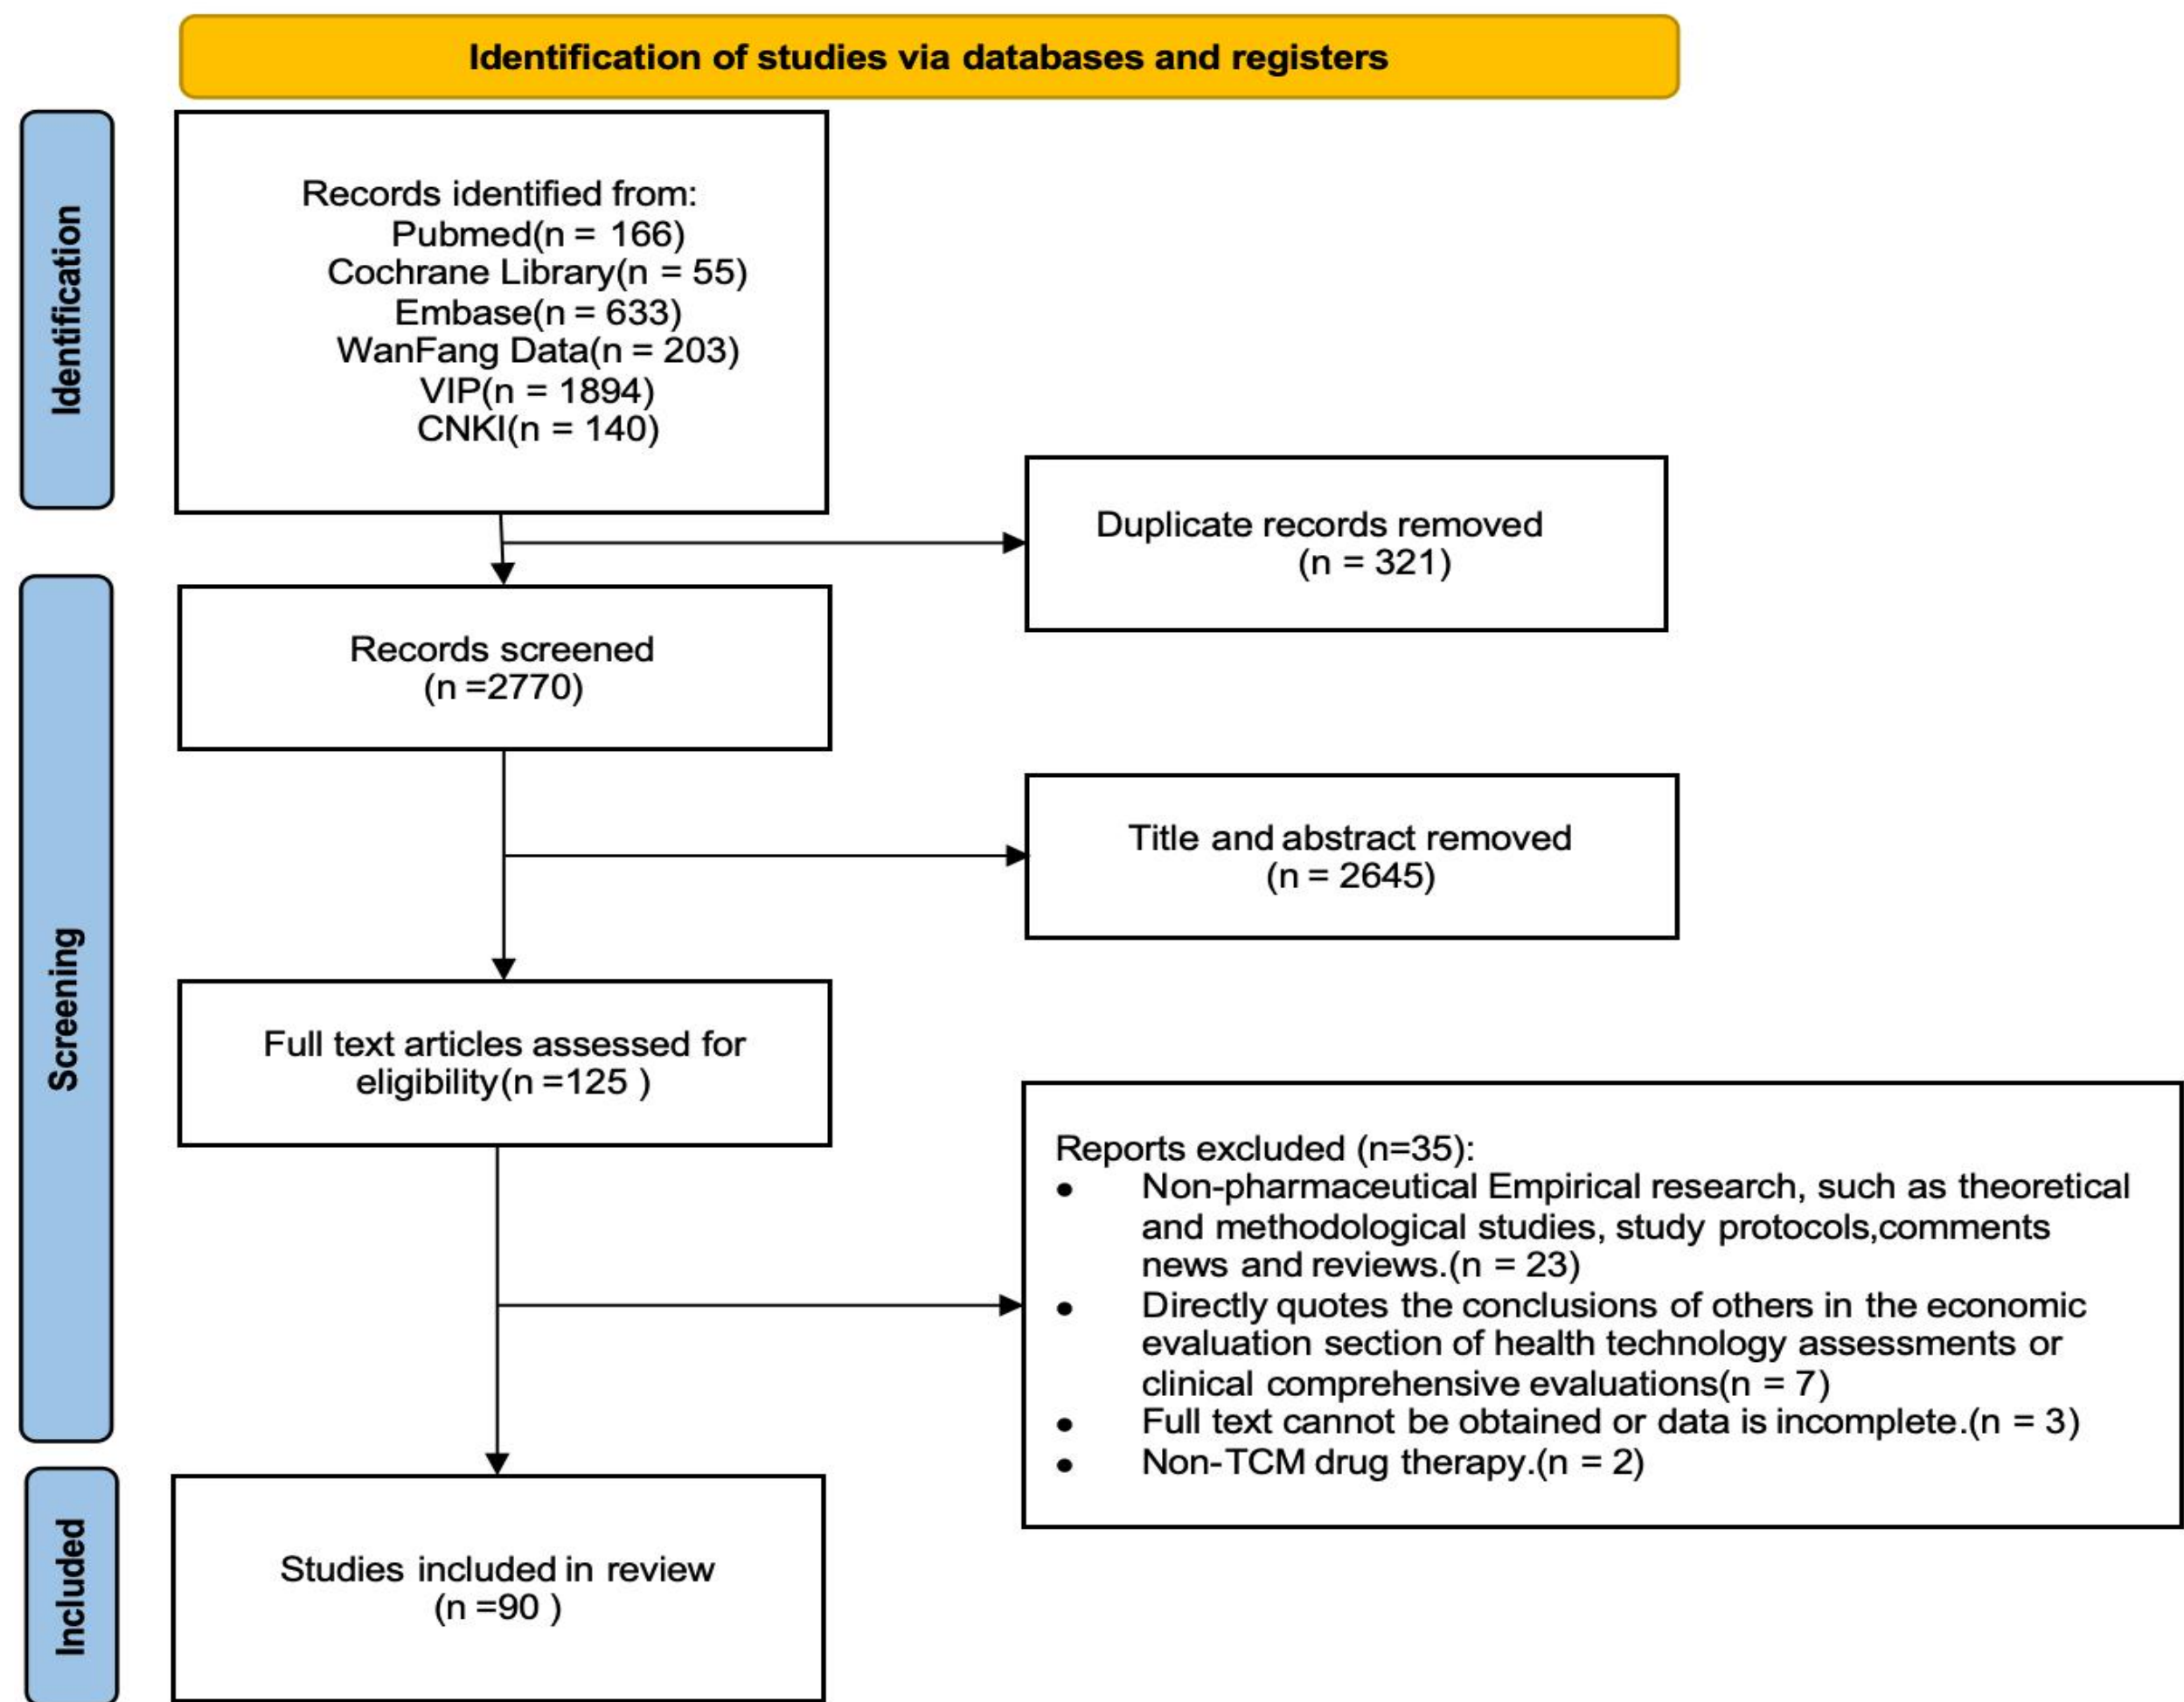 Identification of studies via databases and registers
Identification
Records identified from:
Pubmed(n = 166)
Cochrane Library(n = 55)
Embase(n = 633)
WanFang Data(n = 203)
VIP(n = 1894)
CNKI(n = 140)
Duplicate records removed
(n = 321)
Screening
Records screened
(n =2770)
Title and abstract removed
(n = 2645)
Full text articles assessed for
eligibility(n =125 )
Reports excluded (n=35):
● Non-pharmaceutical Empirical research, such as theoretical
and methodological studies, study protocols,comments
news and reviews.(n = 23)
● Directly quotes the conclusions of others in the economic
evaluation section of health technology assessments or
clinical comprehensive evaluations(n = 7)
● Full text cannot be obtained or data is incomplete.(n = 3)
● Non-TCM drug therapy.(n = 2)
Included
Studies included in review
(n =90 )